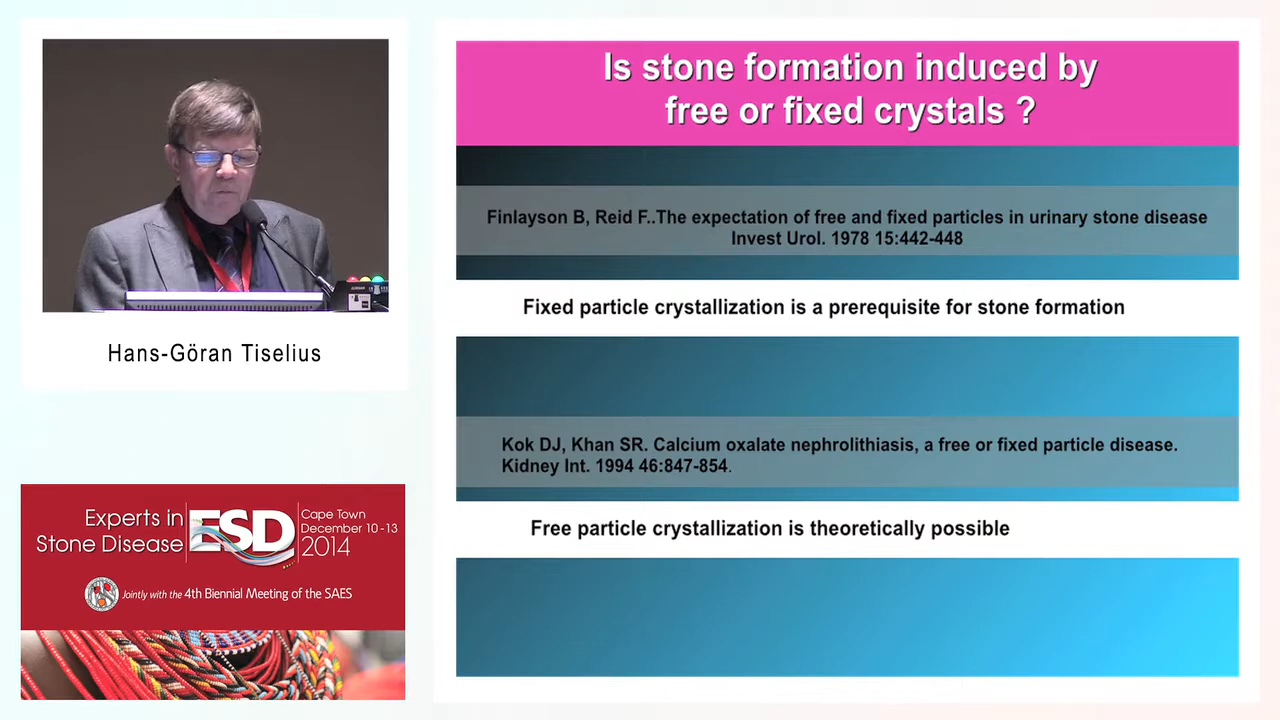 Is stone formation induced by
free or fixed crystals ?
Finlayson B, Reid F..The expectation of free and fixed particles in urinary stone disease
Invest Urol. 1978 15:442-448
Fixed particle crystallization is a prerequisite for stone formation
Kok DJ, Khan SR. Calcium oxalate nephrolithiasis, a free or fixed particle disease.
Kidney Int. 1994 46:847-854.
Free particle crystallization is theoretically possible
Hans-Göran Tiselius
Experts in
Stone Disease
ESD
Cape Town
December 10-13
2014
Jointly with the 4th Biennial Meeting of the SAES